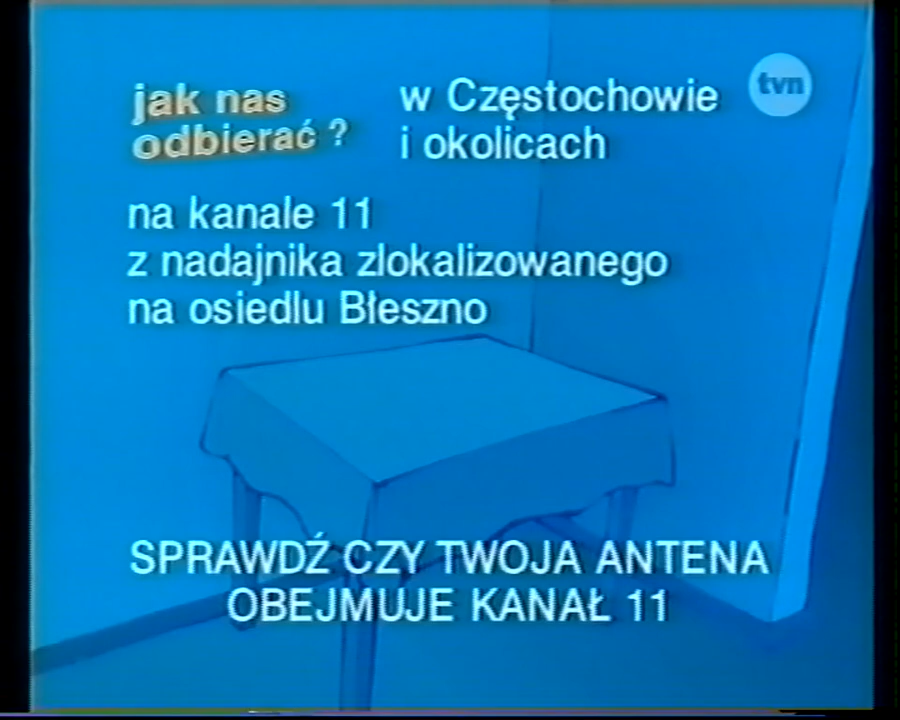 jak nas
odbierać ?
w Częstochowie
i okolicach
tvn
na kanale 11
z nadajnika zlokalizowanego
na osiedlu Błeszno
SPRAWDŹ CZY TWOJA ANTENA
OBEJMUJE KANAŁ 11